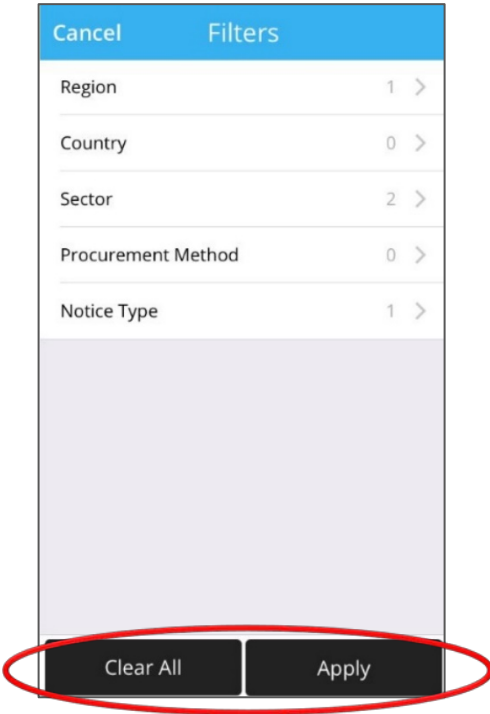 Cancel Filters
Region 1
Country 0
Sector 2
Procurement Method 0
Notice Type 1
Clear All Apply